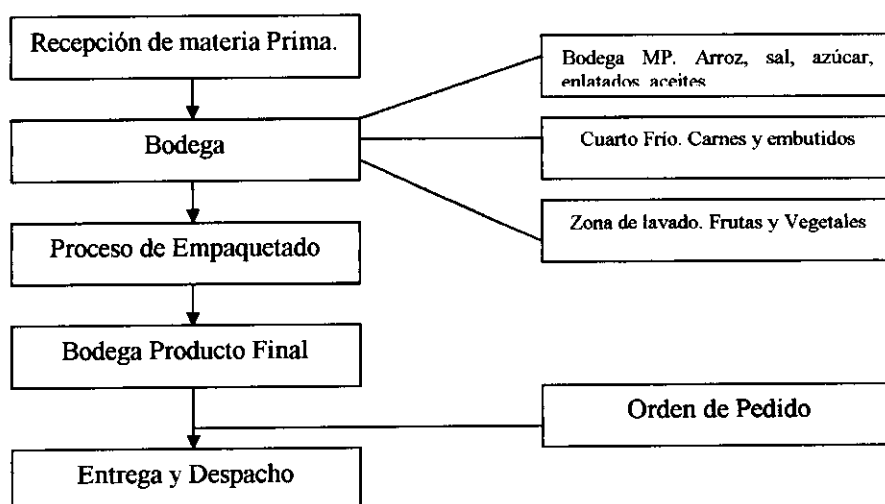 Recepción de materia Prima.
Bodega MP. Arroz, sal, azúcar,
enlatados aceites
Bodega
Cuarto Frío. Carnes y embutidos
Zona de lavado. Frutas y Vegetales
Proceso de Empaquetado
Bodega Producto Final
Orden de Pedido
Entrega y Despacho